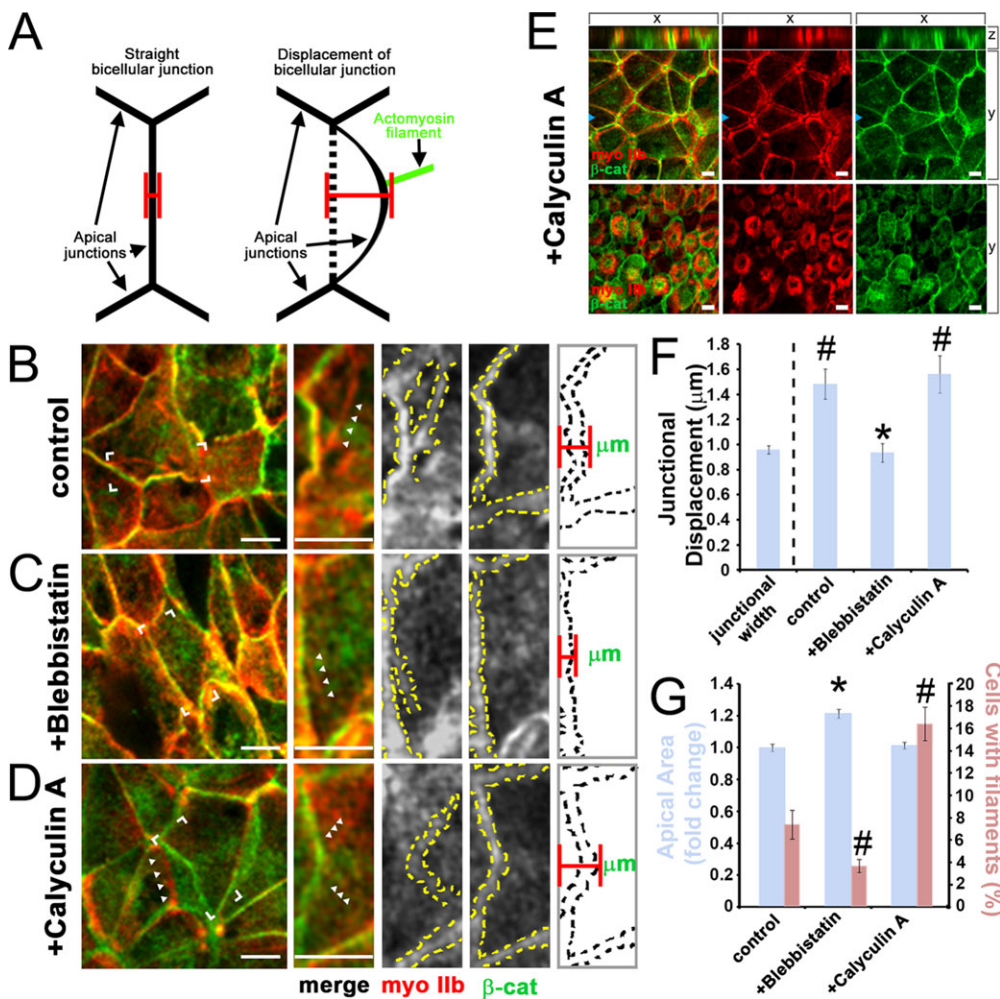 A
Straight
bicellular junction
Displacement of
bicellular junction
Actomyosin
filament
Apical
junctions
Apical
junctions
E
+Calyculin A
x
x
x
z
myo IIb
β-cat
y
myo IIb
β-cat
y
B
control
μm
C
+Blebbistatin
μm
D
+Calyculin A
μm
merge myo IIb β-cat
F
Junctional
Displacement (μm)
1.8
1.6
1.4
1.2
1.0
0.8
0.6
0.4
0.2
0
#
*
#
junctional
width
control
+Blebbistatin
+Calyculin A
G
Apical Area
(fold change)
1.4
1.2
1.0
0.8
0.6
0.4
0.2
0
*
#
#
20
18
16
14
12
10
8
6
4
2
0
Cells with
filaments (%)
control
+Blebbistatin
+Calyculin A